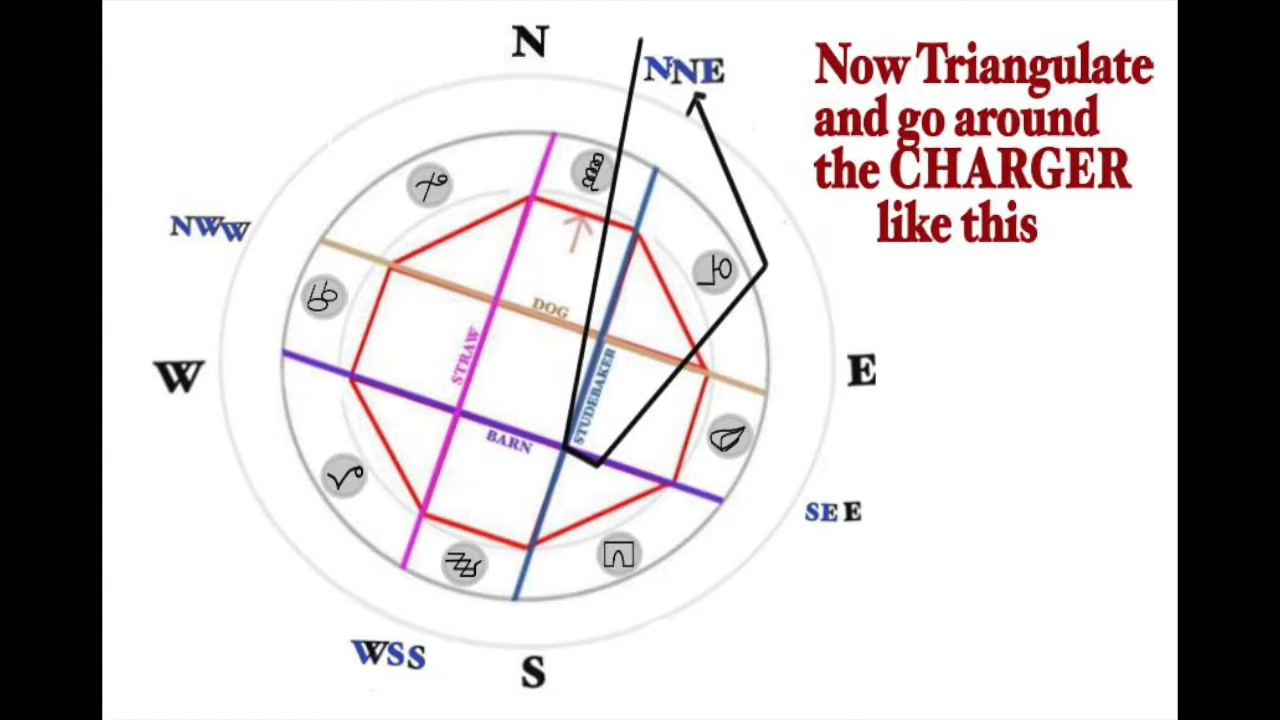 N
NNE
Now Triangulate
and go around
the CHARGER
like this
NWW
DOG
W
STRAW
STUDEBAKER
E
BARN
SEE
WSS
S